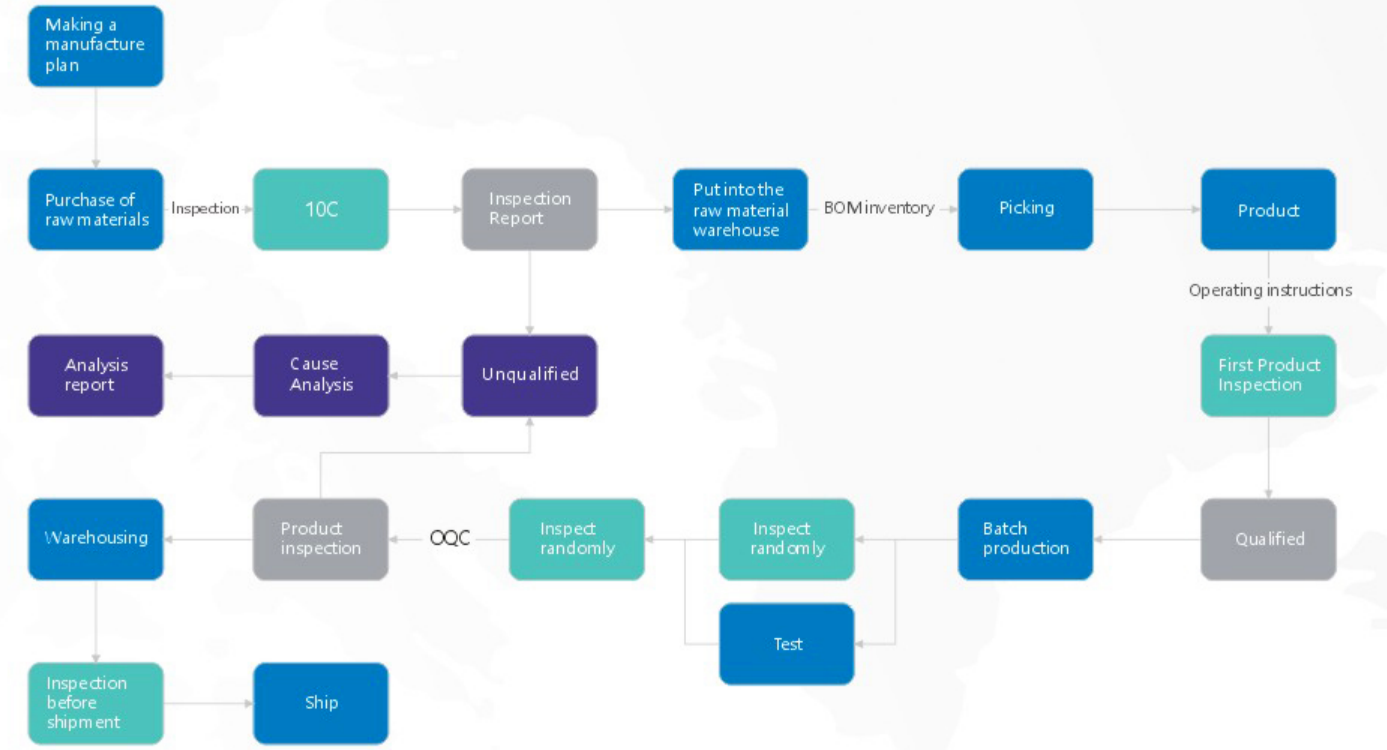 Making a
manufacture
plan
Purchase of
raw materials
Inspection
10C
Inspection
Report
Put into the
raw material
warehouse
BOM inventory
Picking
Product
Operating instructions
Analysis
report
Cause
Analysis
Unqualified
First Product
Inspection
Warehousing
Product
inspection
OQC
Inspect
randomly
Inspect
randomly
Batch
production
Qualified
Test
Inspection
before
shipment
Ship